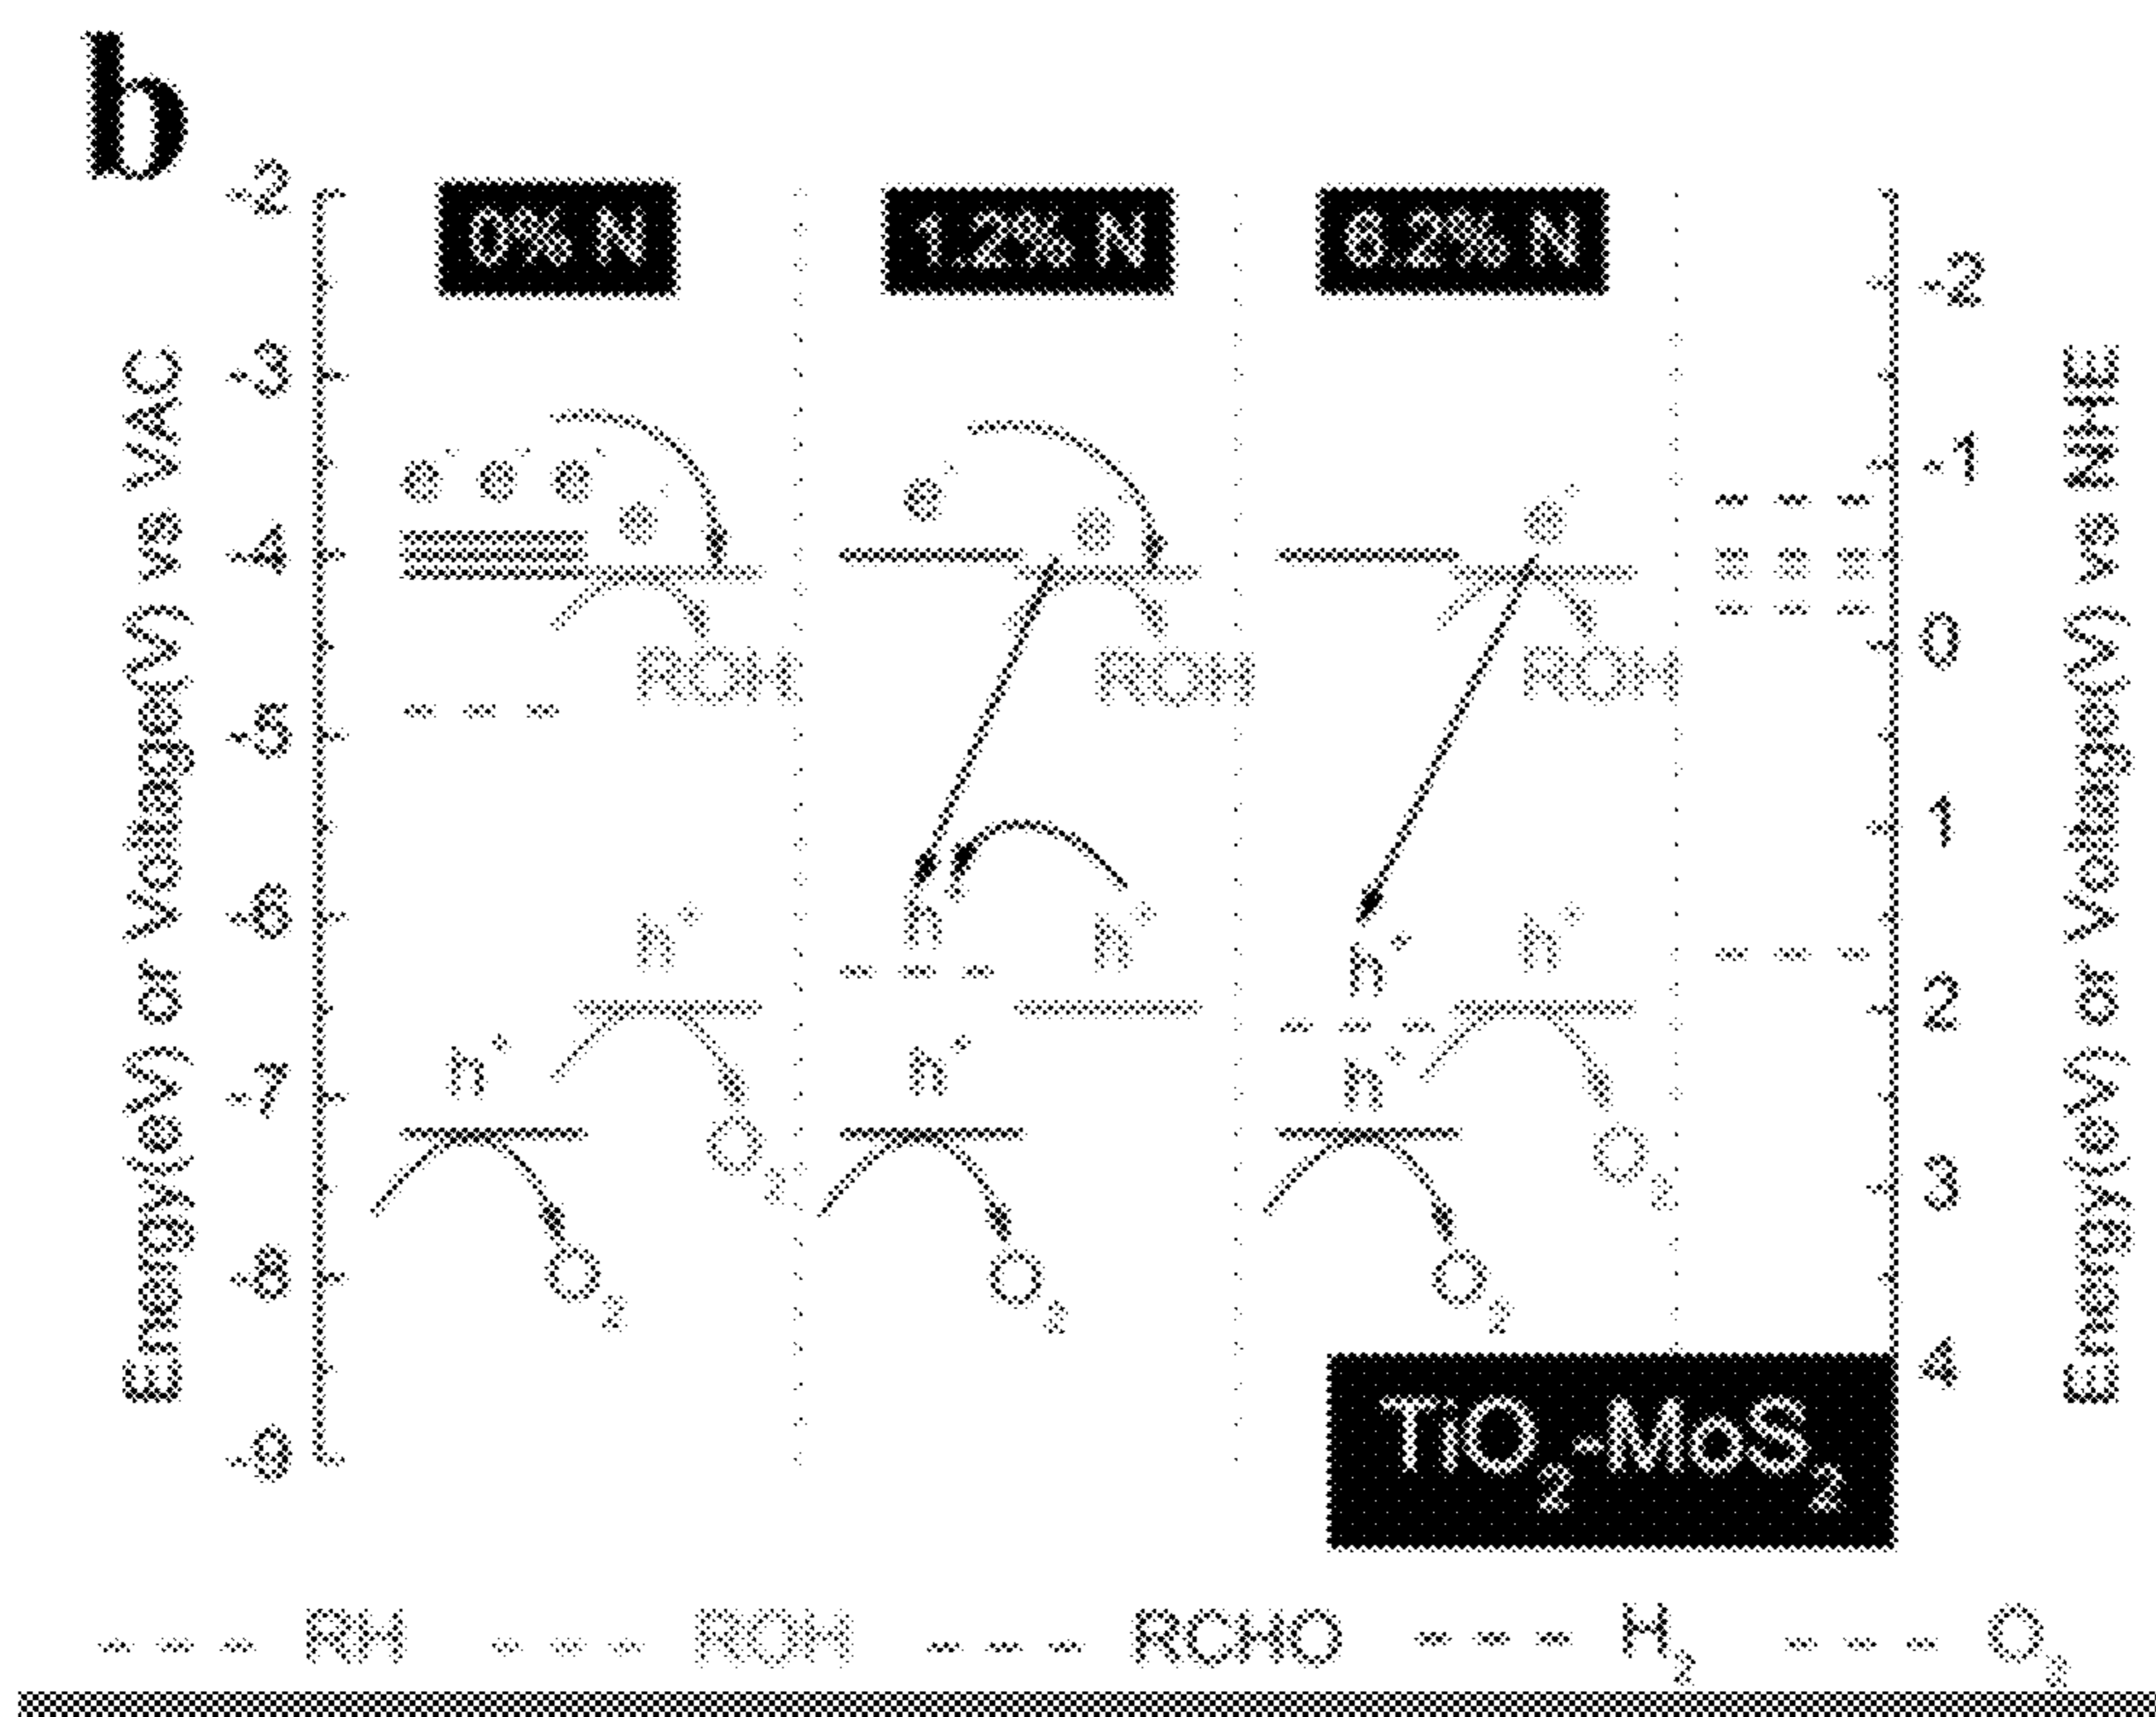 b
0% N
1.2% N
6.2% N
Energy(eV) or Voltage(V) vs VAC
-2
-3
-4
-5
-6
-7
-8
-9
e⁻ e⁻ e⁻
e⁻
ROH
h⁺
h⁺
O₂
O₂
e⁻
e⁻
ROH
h⁺
h⁺
h⁺
O₂
e⁻
ROH
h⁺
h⁺
h⁺
O₂
O₂
-2
-1
0
1
2
3
4
Energy(eV) or Voltage(V) vs NHE
TiO₂-MoS₂
--- RH --- ROH --- RCHO --- H₂ --- O₂